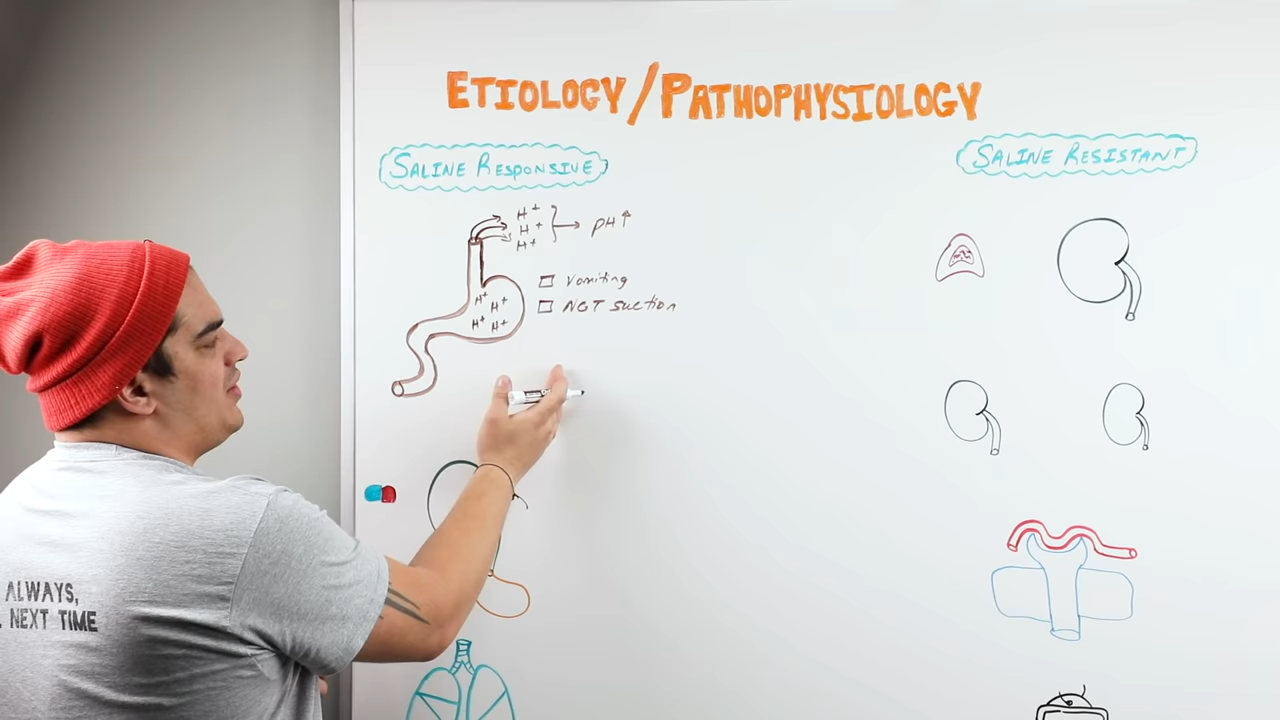 ETIOLOGY/PATHOPHYSIOLOGY
SALINE RESPONSIVE
SALINE RESISTANT
H+
H+
H+
pH↑
Vomiting
NGT suction
H+
H+
H+ H+
ALWAYS,
NEXT TIME